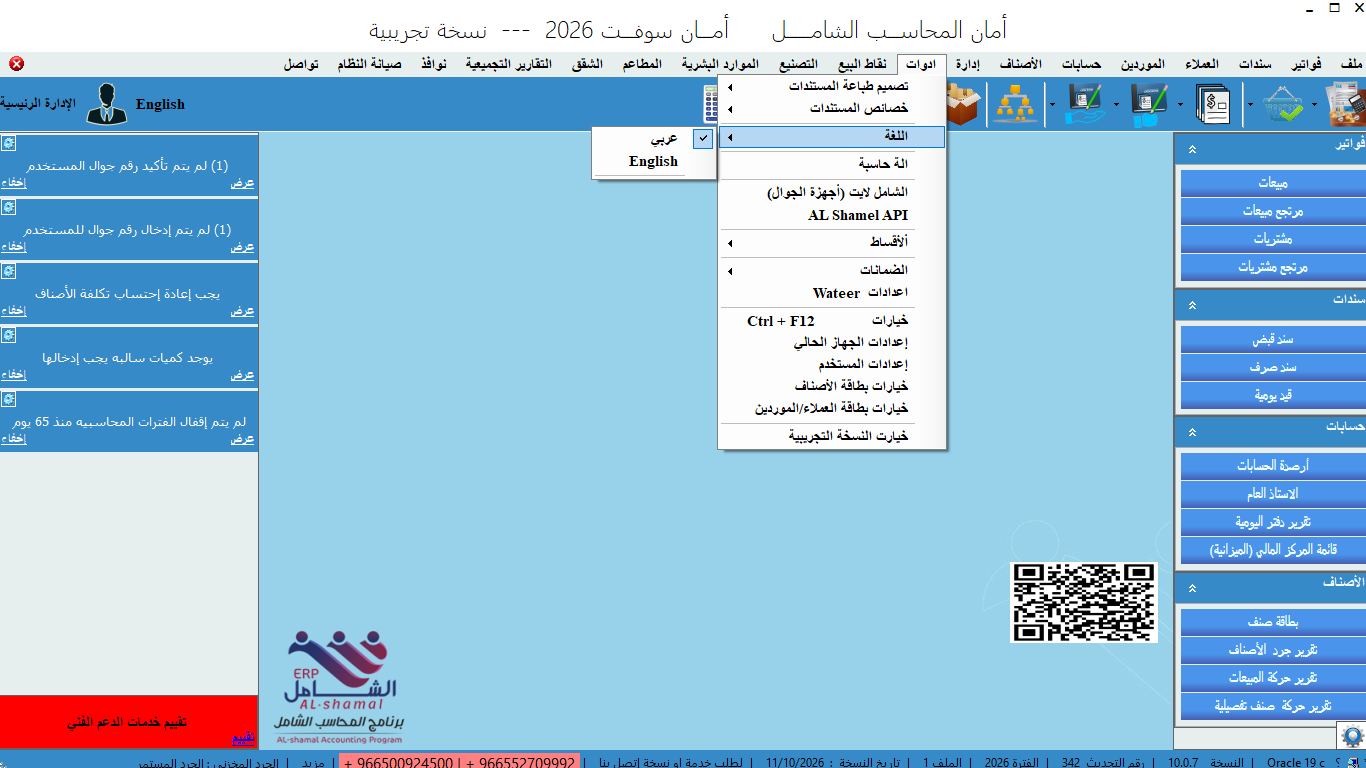 أمان المحاسب الشامل أمان سوفت 2026 --- نسخة تجريبية
ملف فواتير سندات العملاء الموردين حسابات الأصناف إدارة ادوات نقاط البيع التصنيع الموارد البشرية المطاعم الشقق التقارير التجميعية نوافذ صيانة النظام تواصل
English
الإدارة الرئيسية
تصميم طباعة المستندات
خصائص المستندات
اللغة
عربي
English
الة حاسبة
الشامل لايت (أجهزة الجوال)
AL Shamel API
ألأقساط
الضمانات
اعدادات Wateer
خيارات Ctrl + F12
إعدادات الجهاز الحالي
إعدادات المستخدم
خيارات بطاقة الأصناف
خيارات بطاقة العملاء/الموردين
خيارت النسخة التجريبية
فواتير
مبيعات
مرتجع مبيعات
مشتريات
مرتجع مشتريات
سندات
سند قبض
سند صرف
قيد يومية
حسابات
أرصدة الحسابات
الاستاذ العام
تقرير دفتر اليومية
قائمة المركز المالي (الميزانية)
الأصناف
بطاقة صنف
تقرير جرد الأصناف
تقرير حركة المبيعات
تقرير حركة صنف تفصيلية
(1) لم يتم تأكيد رقم جوال المستخدم
عرض إخفاء
(1) لم يتم إدخال رقم جوال للمستخدم
عرض إخفاء
يجب إعادة إحتساب تكلفة الأصناف
عرض إخفاء
يوجد كميات سالبه يجب إدخالها
عرض إخفاء
لم يتم إقفال الفترات المحاسبيه منذ 65 يوم
عرض إخفاء
ERP
الشامل
AL-shamal
برنامج المحاسب الشامل
AL-shamal Accounting Program
تقييم خدمات الدعم الفني
تقييم
؟ Oracle 19 c | النسخة 10.0.7 | رقم التحديث 342 | الفترة 2026 | الملف 1 | تاريخ النسخة : 11/10/2026 | لطلب خدمة او نسخة إتصل بنا | + 966552709992 | + 966500924500 | مزيد | الجرد المخزني : الجرد المستمر